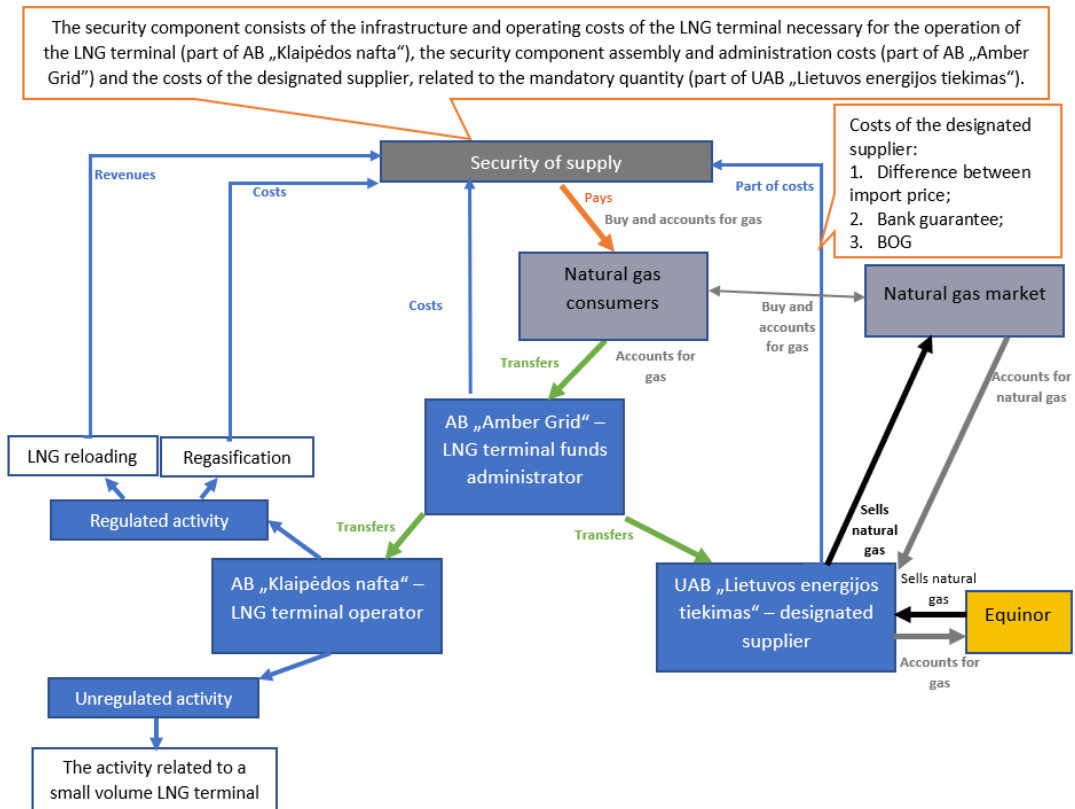 The security component consists of the infrastructure and operating costs of the LNG terminal necessary for the operation of
the LNG terminal (part of AB „Klaipėdos nafta“), the security component assembly and administration costs (part of AB „Amber
Grid”) and the costs of the designated supplier, related to the mandatory quantity (part of UAB „Lietuvos energijos tiekimas“).
Costs of the designated
supplier:
1. Difference between
import price;
2. Bank guarantee;
3. BOG
Security of supply
Revenues
Costs
Pays
Part of costs
Buy and accounts for gas
Natural gas
consumers
Natural gas market
Costs
Buy and
accounts
for gas
Transfers
Accounts for
gas
Accounts for
natural gas
AB „Amber Grid“ –
LNG terminal funds
administrator
LNG reloading
Regasification
Regulated activity
Transfers
Transfers
Sells
natural
gas
AB „Klaipėdos nafta“ –
LNG terminal operator
UAB „Lietuvos energijos
tiekimas“ – designated
supplier
Sells natural
gas
Equinor
Accounts for
gas
Unregulated activity
The activity related to a
small volume LNG terminal